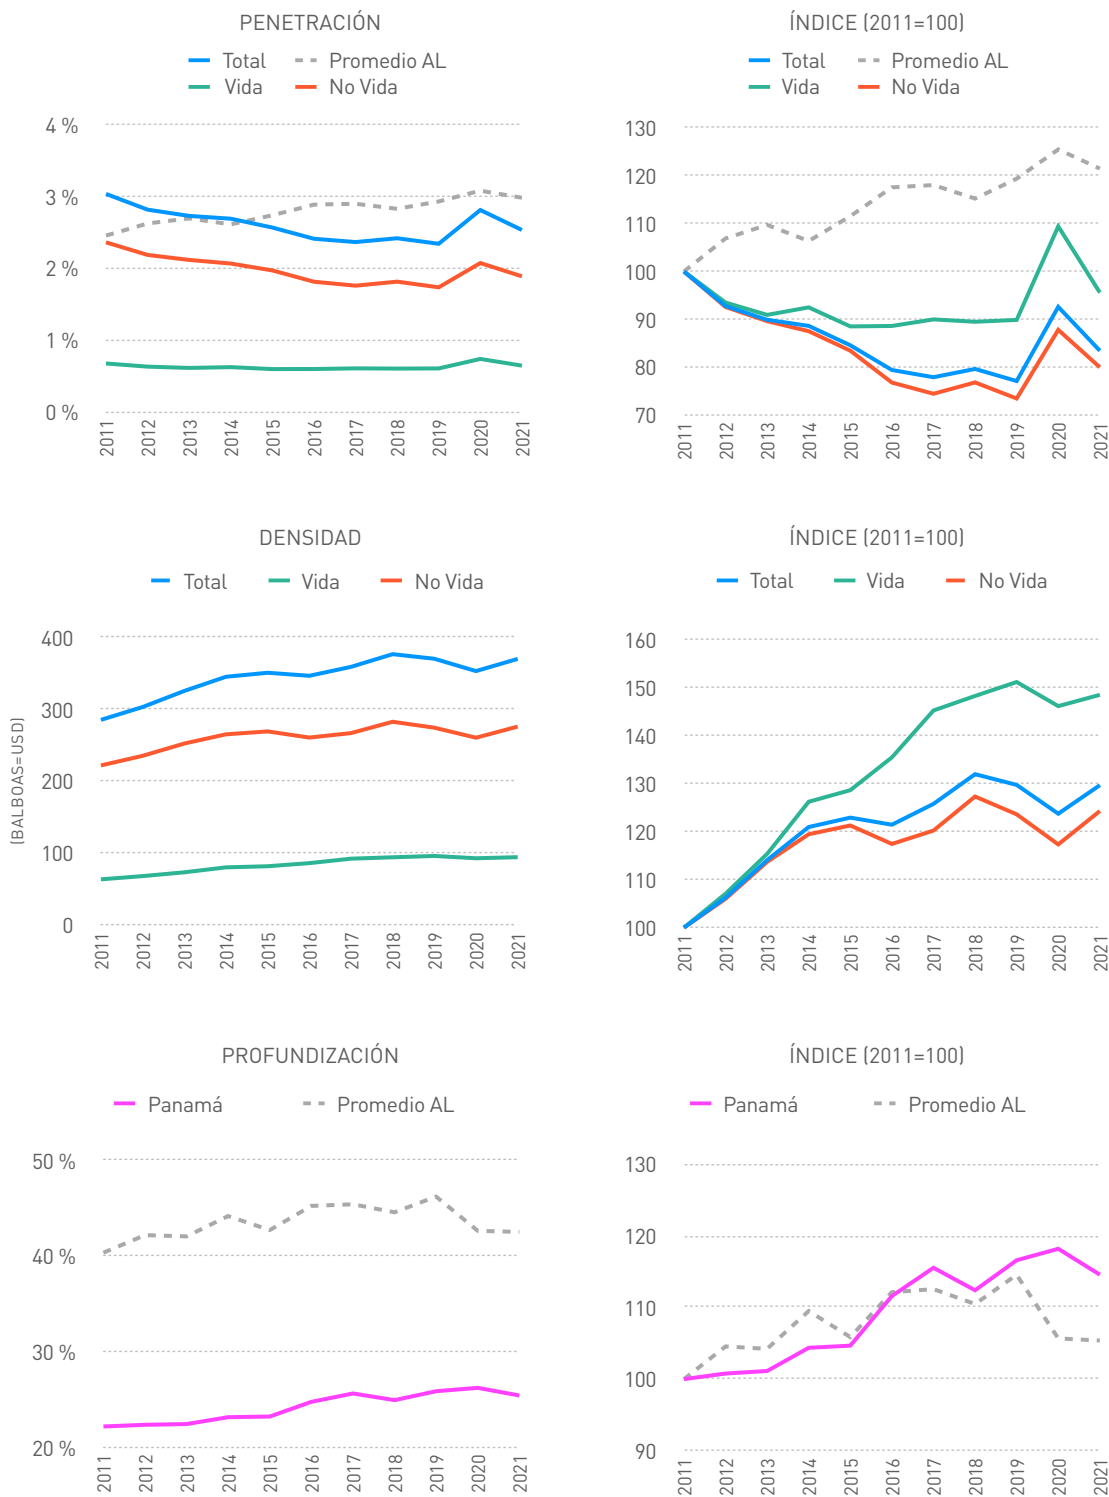 PENETRACIÓN
Total Promedio AL
Vida No Vida
4 %
3 %
2 %
1 %
0 %
2011 2012 2013 2014 2015 2016 2017 2018 2019 2020 2021
ÍNDICE (2011=100)
Total Promedio AL
Vida No Vida
130
120
110
100
90
80
70
2011 2012 2013 2014 2015 2016 2017 2018 2019 2020 2021
DENSIDAD
Total Vida No Vida
(BALBOAS=USD)
400
300
200
100
0
2011 2012 2013 2014 2015 2016 2017 2018 2019 2020 2021
ÍNDICE (2011=100)
Total Vida No Vida
160
150
140
130
120
110
100
2011 2012 2013 2014 2015 2016 2017 2018 2019 2020 2021
PROFUNDIZACIÓN
Panamá Promedio AL
50 %
40 %
30 %
20 %
2011 2012 2013 2014 2015 2016 2017 2018 2019 2020 2021
ÍNDICE (2011=100)
Panamá Promedio AL
130
120
110
100
90
2011 2012 2013 2014 2015 2016 2017 2018 2019 2020 2021